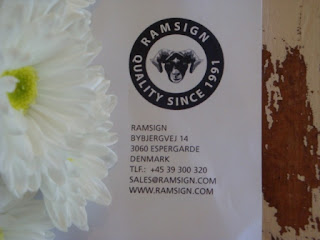 RAMSIGN
QUALITY SINCE 1991
RAMSIGN
BYBJERGVEJ 14
3060 ESPERGARDE
DENMARK
TLF.: +45 39 300 320
SALES@RAMSIGN.COM
WWW.RAMSIGN.COM